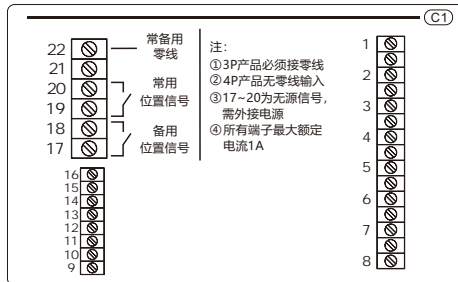 C1
22
21
20
19
18
17
常备用
零线
常用
位置信号
备用
位置信号
注：
①3P产品必须接零线
②4P产品无零线输入
③17~20为无源信号，
需外接电源
④所有端子最大额定
电流1A
16
15
14
13
12
11
10
9
1
2
3
4
5
6
7
8